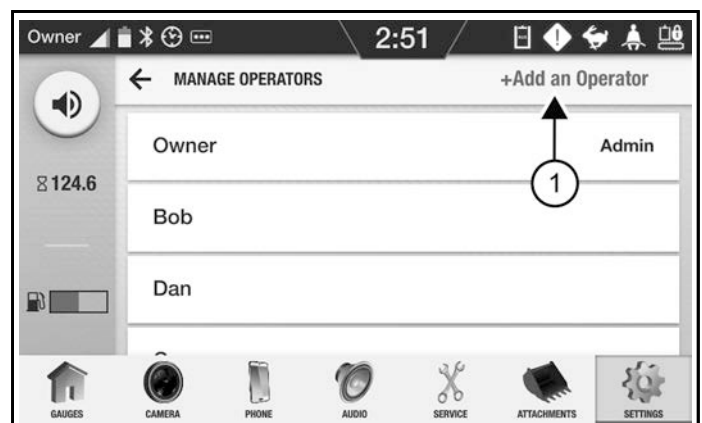 Owner 2:51
MANAGE OPERATORS +Add an Operator
Owner Admin
1
124.6
Bob
Dan
GAUGES CAMERA PHONE AUDIO SERVICE ATTACHMENTS SETTINGS